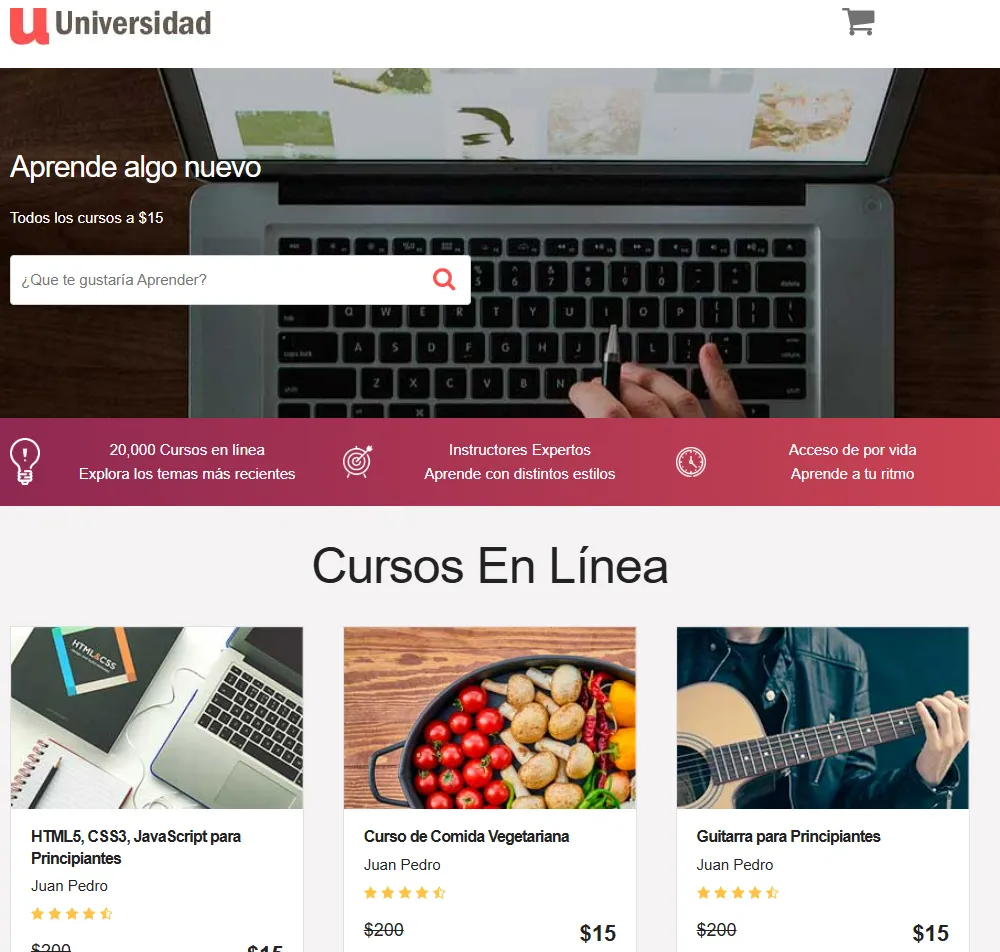 Universidad
Aprende algo nuevo
Todos los cursos a $15
¿Que te gustaría Aprender?
20,000 Cursos en línea
Explora los temas más recientes
Instructores Expertos
Aprende con distintos estilos
Acceso de por vida
Aprende a tu ritmo
Cursos En Línea
HTML&CSS
HTML5, CSS3, JavaScript para
Principiantes
Juan Pedro
$200 $15
Curso de Comida Vegetariana
Juan Pedro
$200 $15
Guitarra para Principiantes
Juan Pedro
$200 $15